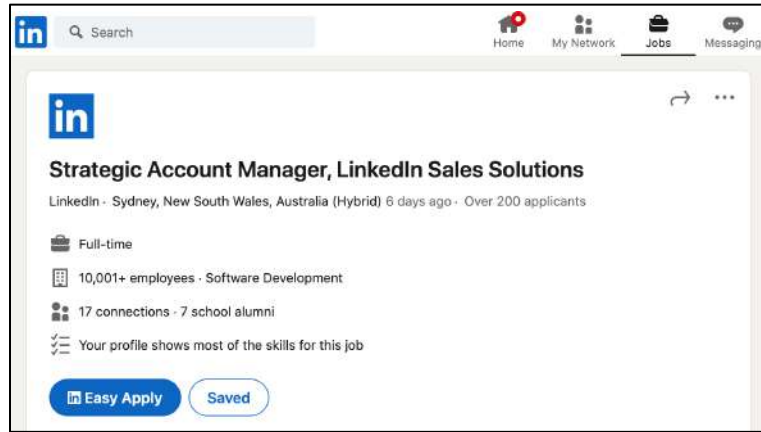 in Search Home My Network Jobs Messaging
in
Strategic Account Manager, LinkedIn Sales Solutions
LinkedIn · Sydney, New South Wales, Australia (Hybrid) 6 days ago · Over 200 applicants
Full-time
10,001+ employees · Software Development
17 connections · 7 school alumni
Your profile shows most of the skills for this job
in Easy Apply Saved